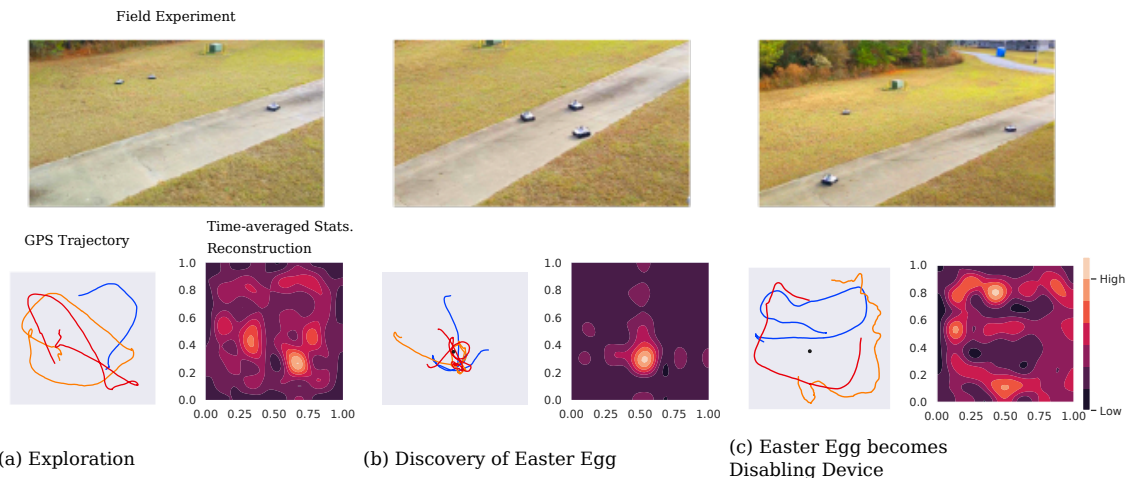 Field Experiment
GPS Trajectory
Time-averaged Stats.
Reconstruction
1.0
0.8
0.6
0.4
0.2
0.0
0.00 0.25 0.50 0.75 1.00
1.0
0.8
0.6
0.4
0.2
0.0
0.00 0.25 0.50 0.75 1.00
1.0
0.8
0.6
0.4
0.2
0.0
0.00 0.25 0.50 0.75 1.00
High
Low
(a) Exploration
(b) Discovery of Easter Egg
(c) Easter Egg becomes
Disabling Device